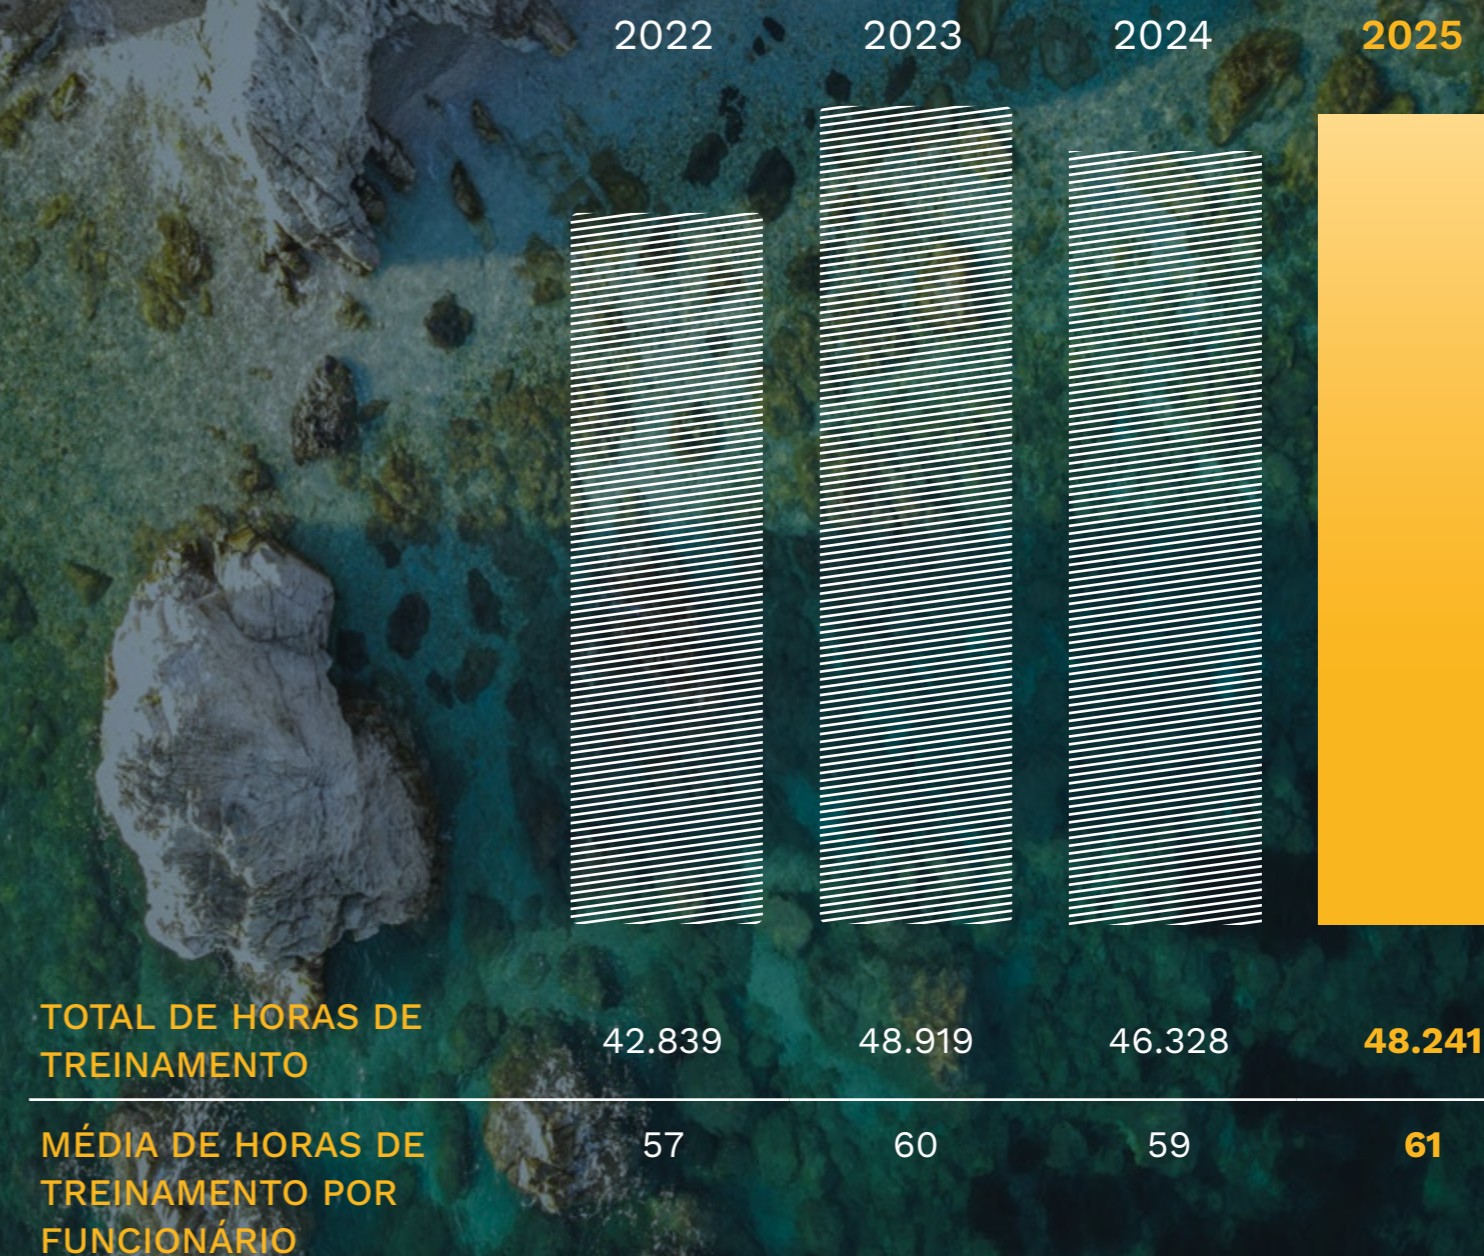 2022 2023 2024 2025
TOTAL DE HORAS DE
TREINAMENTO
42.839 48.919 46.328 48.241
MÉDIA DE HORAS DE
TREINAMENTO POR
FUNCIONÁRIO
57 60 59 61